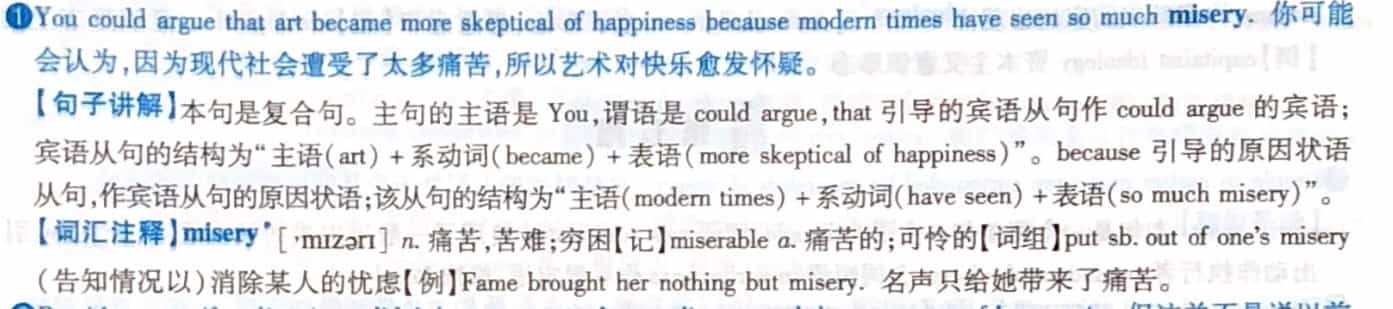 ①You could argue that art became more skeptical of happiness because modern times have seen so much misery. 你可能
会认为,因为现代社会遭受了太多痛苦,所以艺术对快乐愈发怀疑。
【句子讲解】本句是复合句。主句的主语是 You,谓语是 could argue,that 引导的宾语从句作 could argue 的宾语;
宾语从句的结构为“主语(art)+系动词(became)+表语(more skeptical of happiness)”。because 引导的原因状语
从句,作宾语从句的原因状语;该从句的结构为“主语(modern times)+系动词(have seen)+表语(so much misery)”。
【词汇注释】misery*[ˈmɪzərɪ] n. 痛苦,苦难;穷困【记】miserable a. 痛苦的;可怜的【词组】put sb. out of one's misery
(告知情况以)消除某人的忧虑【例】Fame brought her nothing but misery. 名声只给她带来了痛苦。